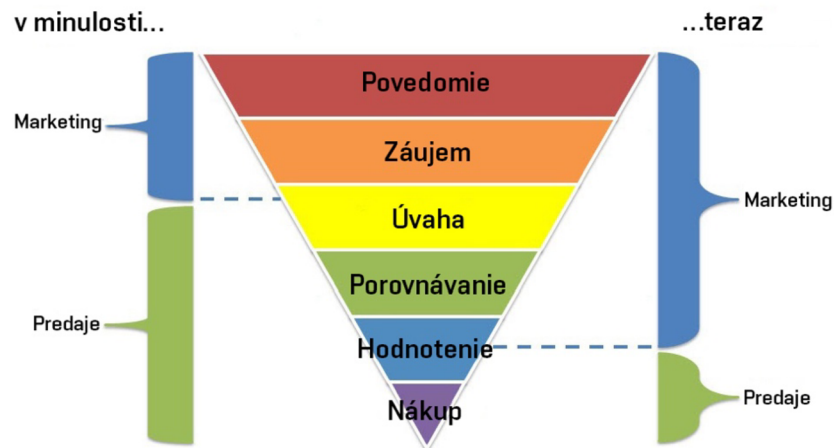 v minulosti...
...teraz
Povedomie
Marketing
Záujem
Marketing
Úvaha
Porovnávanie
Predaje
Hodnotenie
Predaje
Nákup